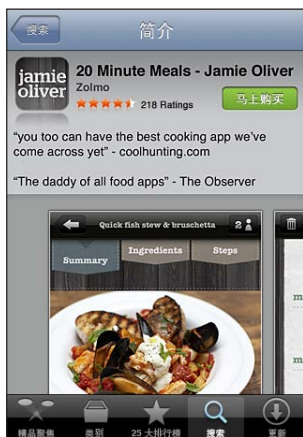 搜索
简介
jamie
oliver
20 Minute Meals - Jamie Oliver
Zolmo
218 Ratings
马上购买
“you too can have the best cooking app we've
come across yet” - coolhunting.com
“The daddy of all food apps” - The Observer
Quick fish stew & bruschetta
2
Summary
Ingredients
Steps
m
m
精品聚焦
类别
25 大排行榜
搜索
更新